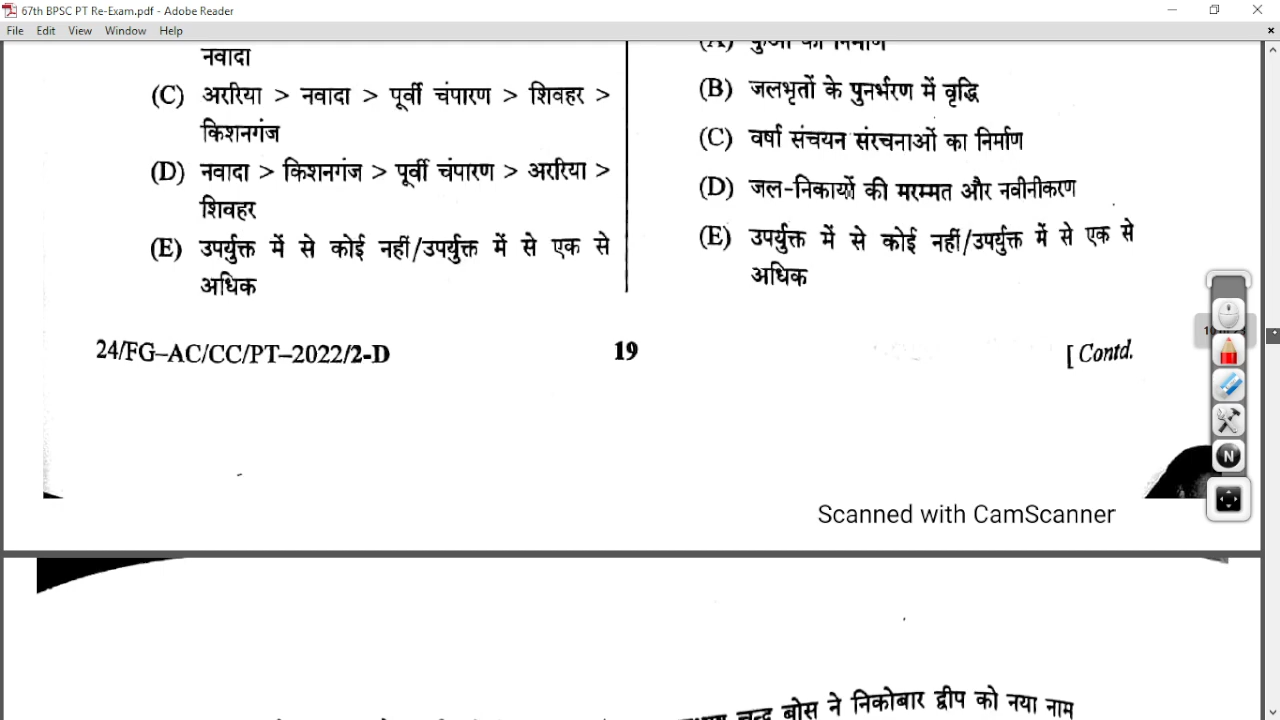 67th BPSC PT Re-Exam.pdf - Adobe Reader
File Edit View Window Help
नवादा
(C) अररिया > नवादा > पूर्वी चंपारण > शिवहर >
किशनगंज
(D) नवादा > किशनगंज > पूर्वी चंपारण > अररिया >
शिवहर
(E) उपर्युक्त में से कोई नहीं/उपर्युक्त में से एक से
अधिक
(A) कुओं का निर्माण
(B) जलभृतों के पुनर्भरण में वृद्धि
(C) वर्षा संचयन संरचनाओं का निर्माण
(D) जल-निकायों की मरम्मत और नवीनीकरण
(E) उपर्युक्त में से कोई नहीं/उपर्युक्त में से एक से
अधिक
24/FG–AC/CC/PT–2022/2-D
19
[ Contd.
Scanned with CamScanner
चन्द्र बोस ने निकोबार द्वीप को नया नाम